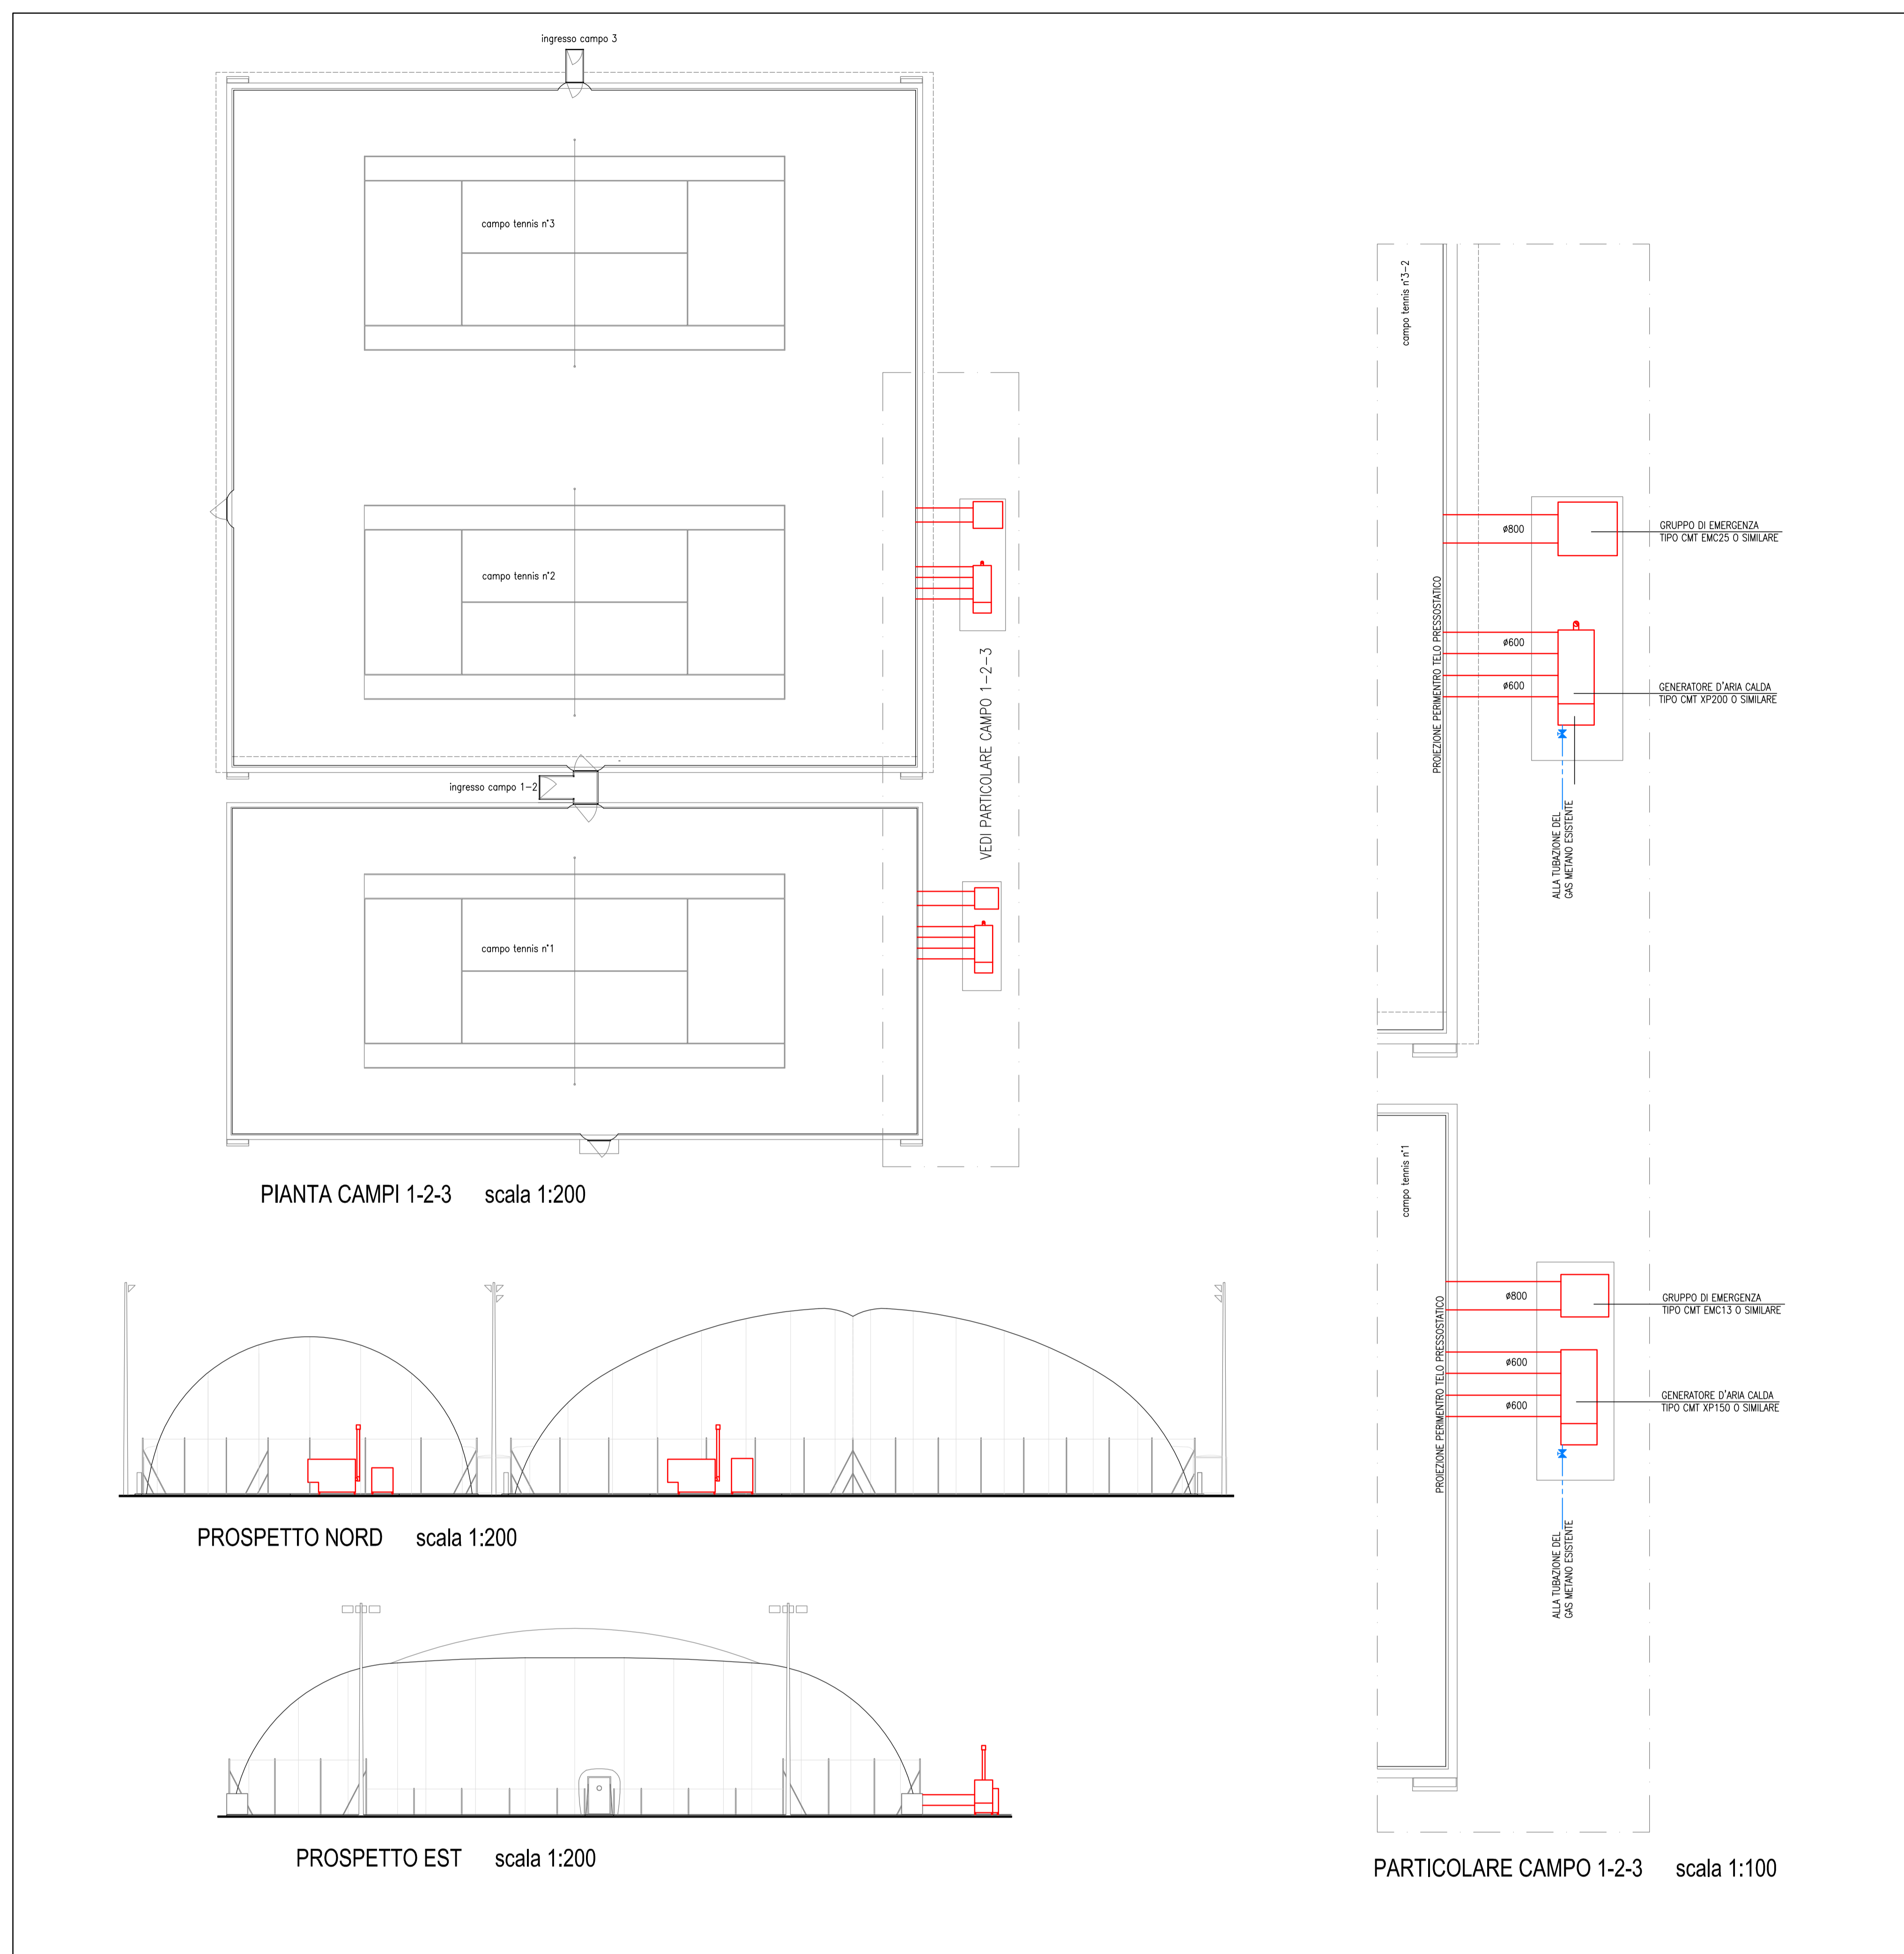 ingresso campo 3
campo tennis n°3
campo tennis n°2
VEDI PARTICOLARE CAMPO 1-2-3
ingresso campo 1-2
campo tennis n°1
PIANTA CAMPI 1-2-3 scala 1:200
PROSPETTO NORD scala 1:200
PROSPETTO EST scala 1:200
campo tennis n°3-2
PROIEZIONE PERIMENTRO TELO PRESSOSTATICO
ø800
GRUPPO DI EMERGENZA
TIPO CMT EMC25 O SIMILARE
ø600
ø600
GENERATORE D'ARIA CALDA
TIPO CMT XP200 O SIMILARE
ALLA TUBAZIONE DEL
GAS METANO ESISTENTE
campo tennis n°1
PROIEZIONE PERIMENTRO TELO PRESSOSTATICO
ø800
GRUPPO DI EMERGENZA
TIPO CMT EMC13 O SIMILARE
ø600
ø600
GENERATORE D'ARIA CALDA
TIPO CMT XP150 O SIMILARE
ALLA TUBAZIONE DEL
GAS METANO ESISTENTE
PARTICOLARE CAMPO 1-2-3 scala 1:100